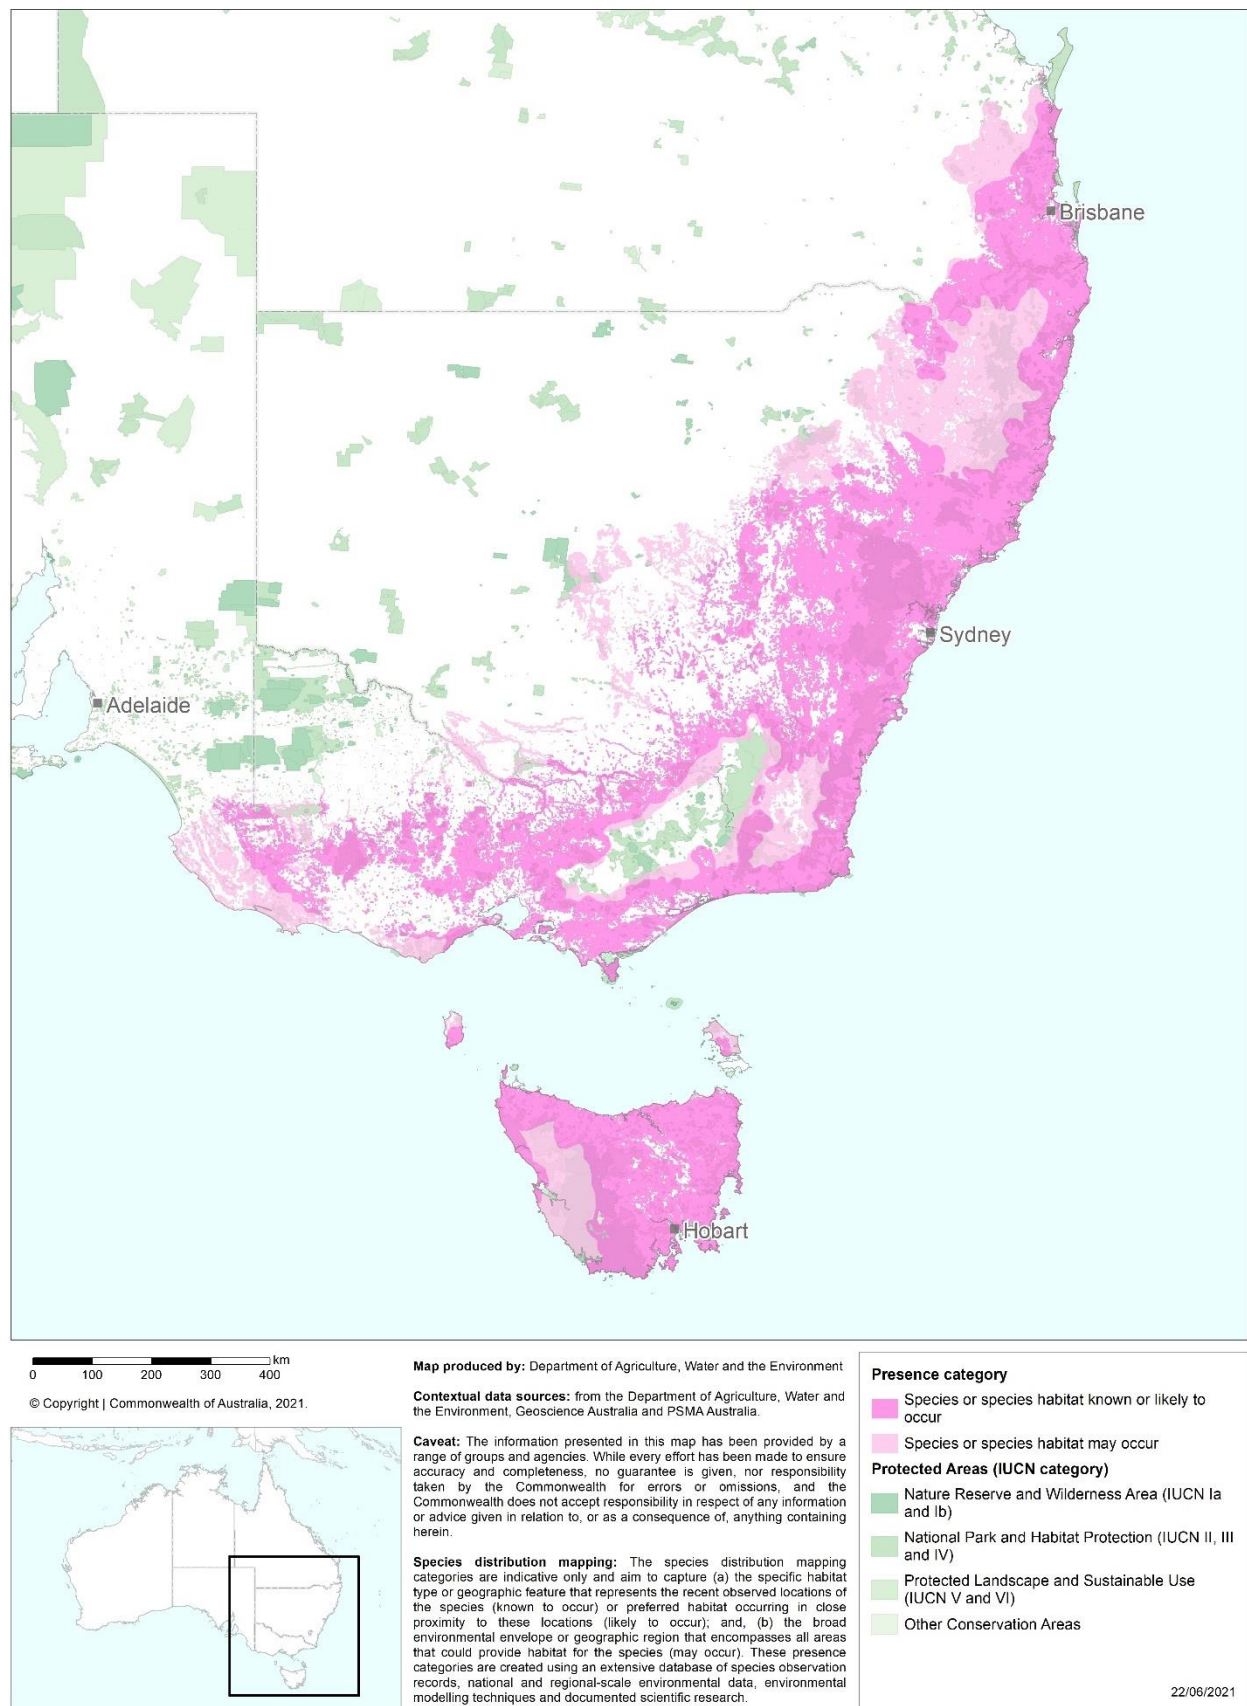 Brisbane
Sydney
Adelaide
Hobart
km
0 100 200 300 400
© Copyright | Commonwealth of Australia, 2021.
Map produced by: Department of Agriculture, Water and the Environment
Contextual data sources: from the Department of Agriculture, Water and
the Environment, Geoscience Australia and PSMA Australia.
Caveat: The information presented in this map has been provided by a
range of groups and agencies. While every effort has been made to ensure
accuracy and completeness, no guarantee is given, nor responsibility
taken by the Commonwealth for errors or omissions, and the
Commonwealth does not accept responsibility in respect of any information
or advice given in relation to, or as a consequence of, anything containing
herein.
Species distribution mapping: The species distribution mapping
categories are indicative only and aim to capture (a) the specific habitat
type or geographic feature that represents the recent observed locations of
the species (known to occur) or preferred habitat occurring in close
proximity to these locations (likely to occur); and, (b) the broad
environmental envelope or geographic region that encompasses all areas
that could provide habitat for the species (may occur). These presence
categories are created using an extensive database of species observation
records, national and regional-scale environmental data, environmental
modelling techniques and documented scientific research.
Presence category
Species or species habitat known or likely to
occur
Species or species habitat may occur
Protected Areas (IUCN category)
Nature Reserve and Wilderness Area (IUCN Ia
and Ib)
National Park and Habitat Protection (IUCN II, III
and IV)
Protected Landscape and Sustainable Use
(IUCN V and VI)
Other Conservation Areas
22/06/2021